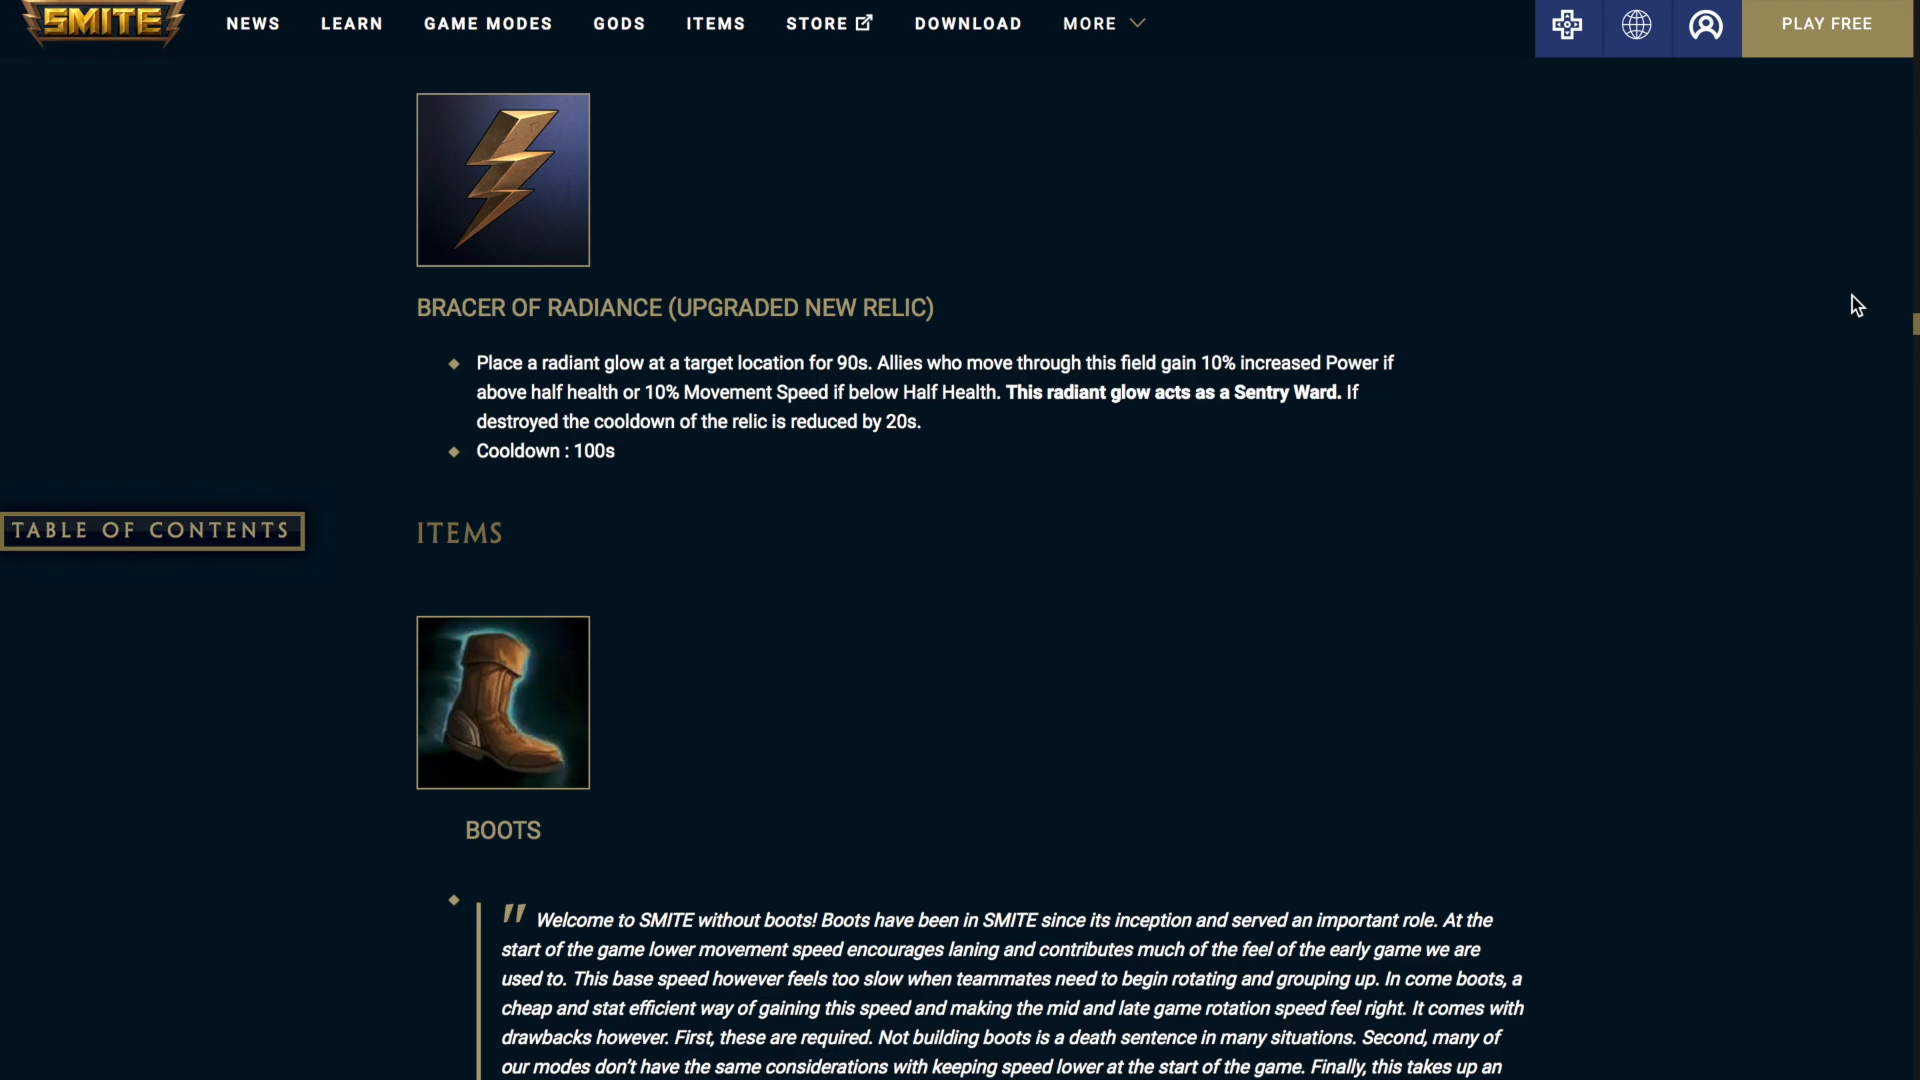 SMITE
NEWS LEARN GAME MODES GODS ITEMS STORE DOWNLOAD MORE PLAY FREE
BRACER OF RADIANCE (UPGRADED NEW RELIC)
Place a radiant glow at a target location for 90s. Allies who move through this field gain 10% increased Power if
above half health or 10% Movement Speed if below Half Health. This radiant glow acts as a Sentry Ward. If
destroyed the cooldown of the relic is reduced by 20s.
Cooldown : 100s
TABLE OF CONTENTS
ITEMS
BOOTS
" Welcome to SMITE without boots! Boots have been in SMITE since its inception and served an important role. At the
start of the game lower movement speed encourages laning and contributes much of the feel of the early game we are
used to. This base speed however feels too slow when teammates need to begin rotating and grouping up. In come boots, a
cheap and stat efficient way of gaining this speed and making the mid and late game rotation speed feel right. It comes with
drawbacks however. First, these are required. Not building boots is a death sentence in many situations. Second, many of
our modes don't have the same considerations with keeping speed lower at the start of the game. Finally, this takes up an